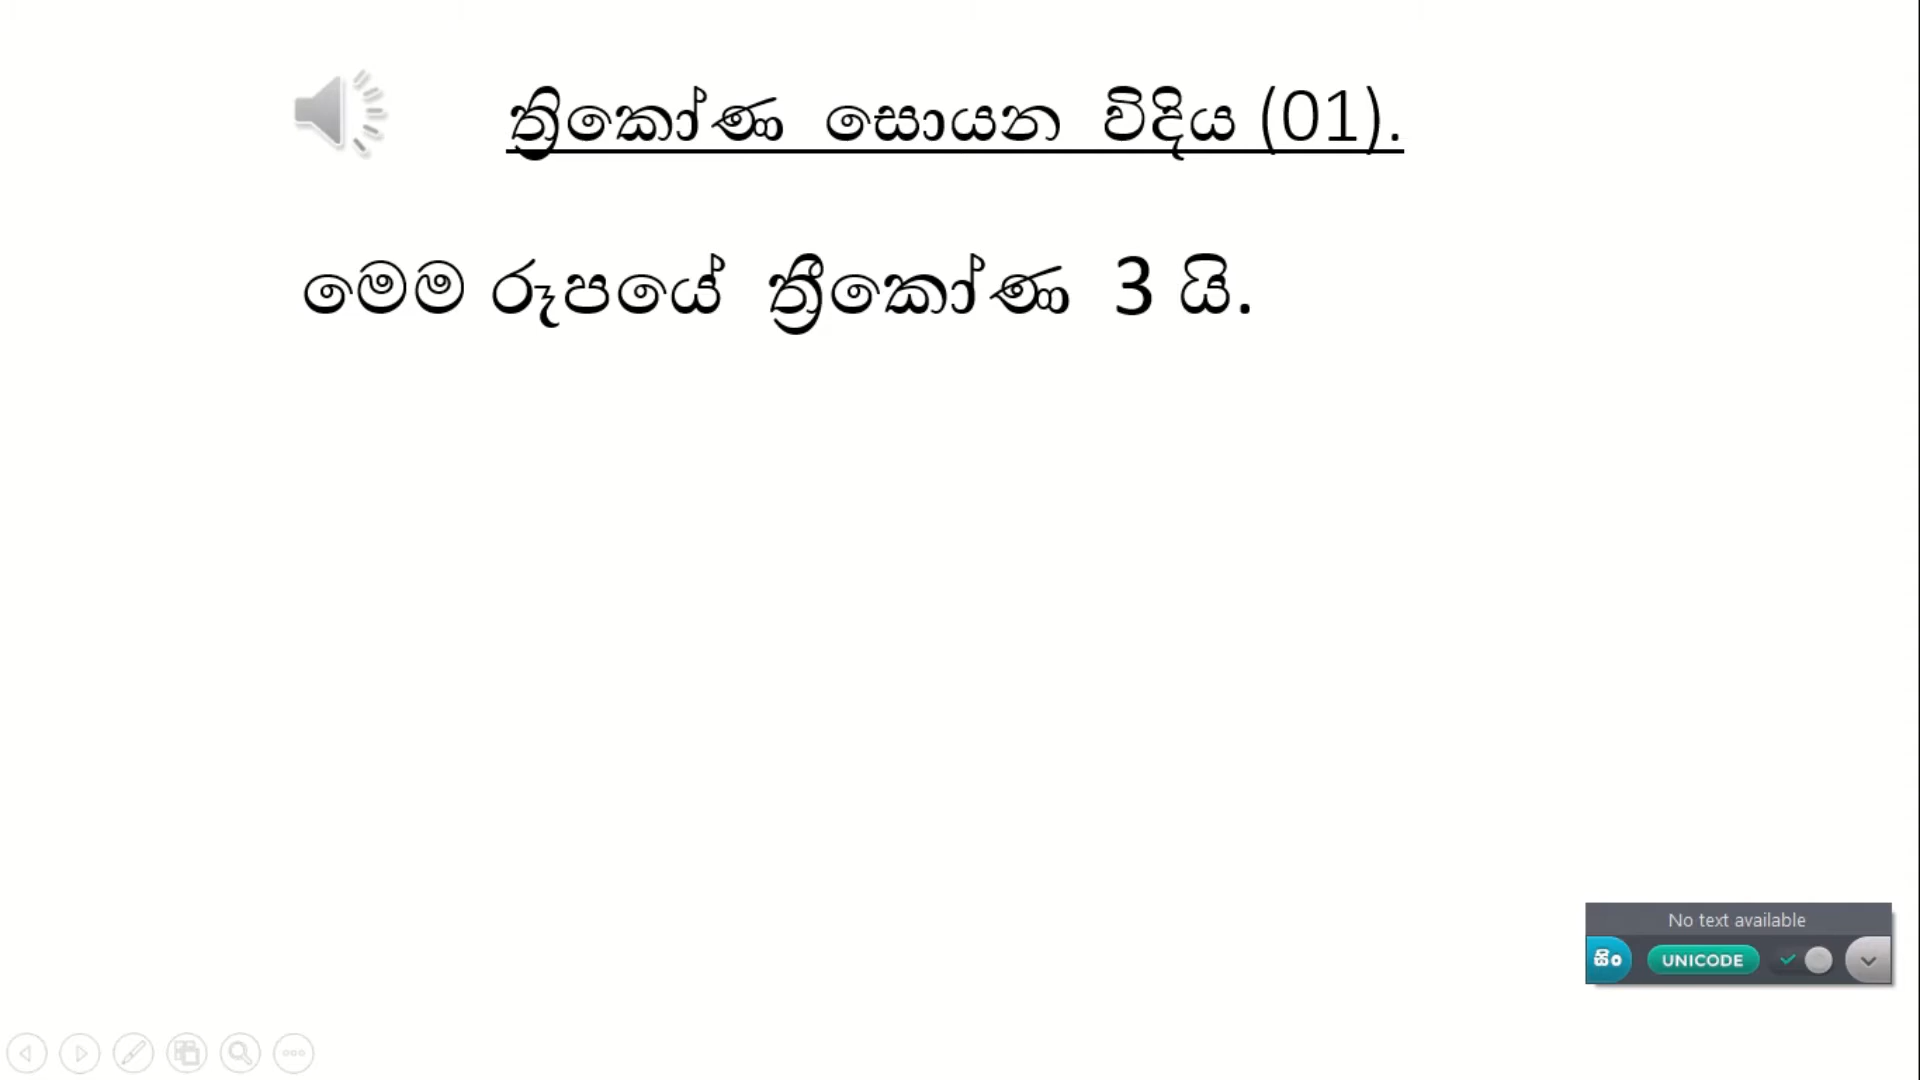 ත්‍රිකෝණ සොයන විදිය (01).
මෙම රූපයේ ත්‍රීකෝණ 3 යි.
No text available
සිං UNICODE